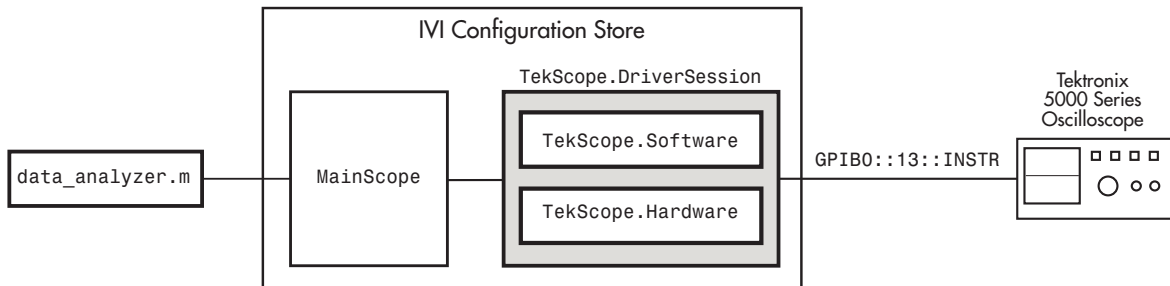 IVI Configuration Store
TekScope.DriverSession
Tektronix
5000 Series
Oscilloscope
TekScope.Software
GPIB0::13::INSTR
data_analyzer.m
MainScope
TekScope.Hardware